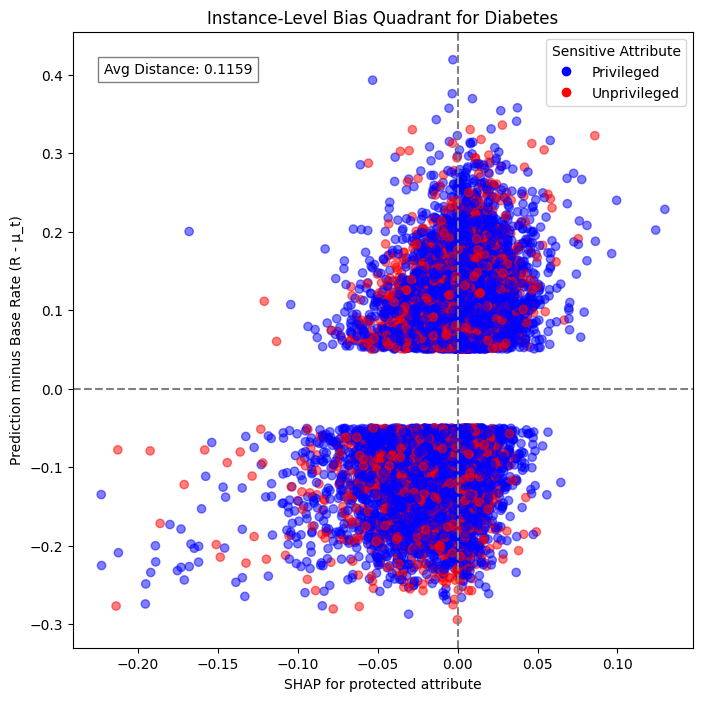 Instance-Level Bias Quadrant for Diabetes
Avg Distance: 0.1159
Sensitive Attribute
Privileged
Unprivileged
Prediction minus Base Rate (R - μ_t)
0.4
0.3
0.2
0.1
0.0
−0.1
−0.2
−0.3
−0.20
−0.15
−0.10
−0.05
0.00
0.05
0.10
SHAP for protected attribute